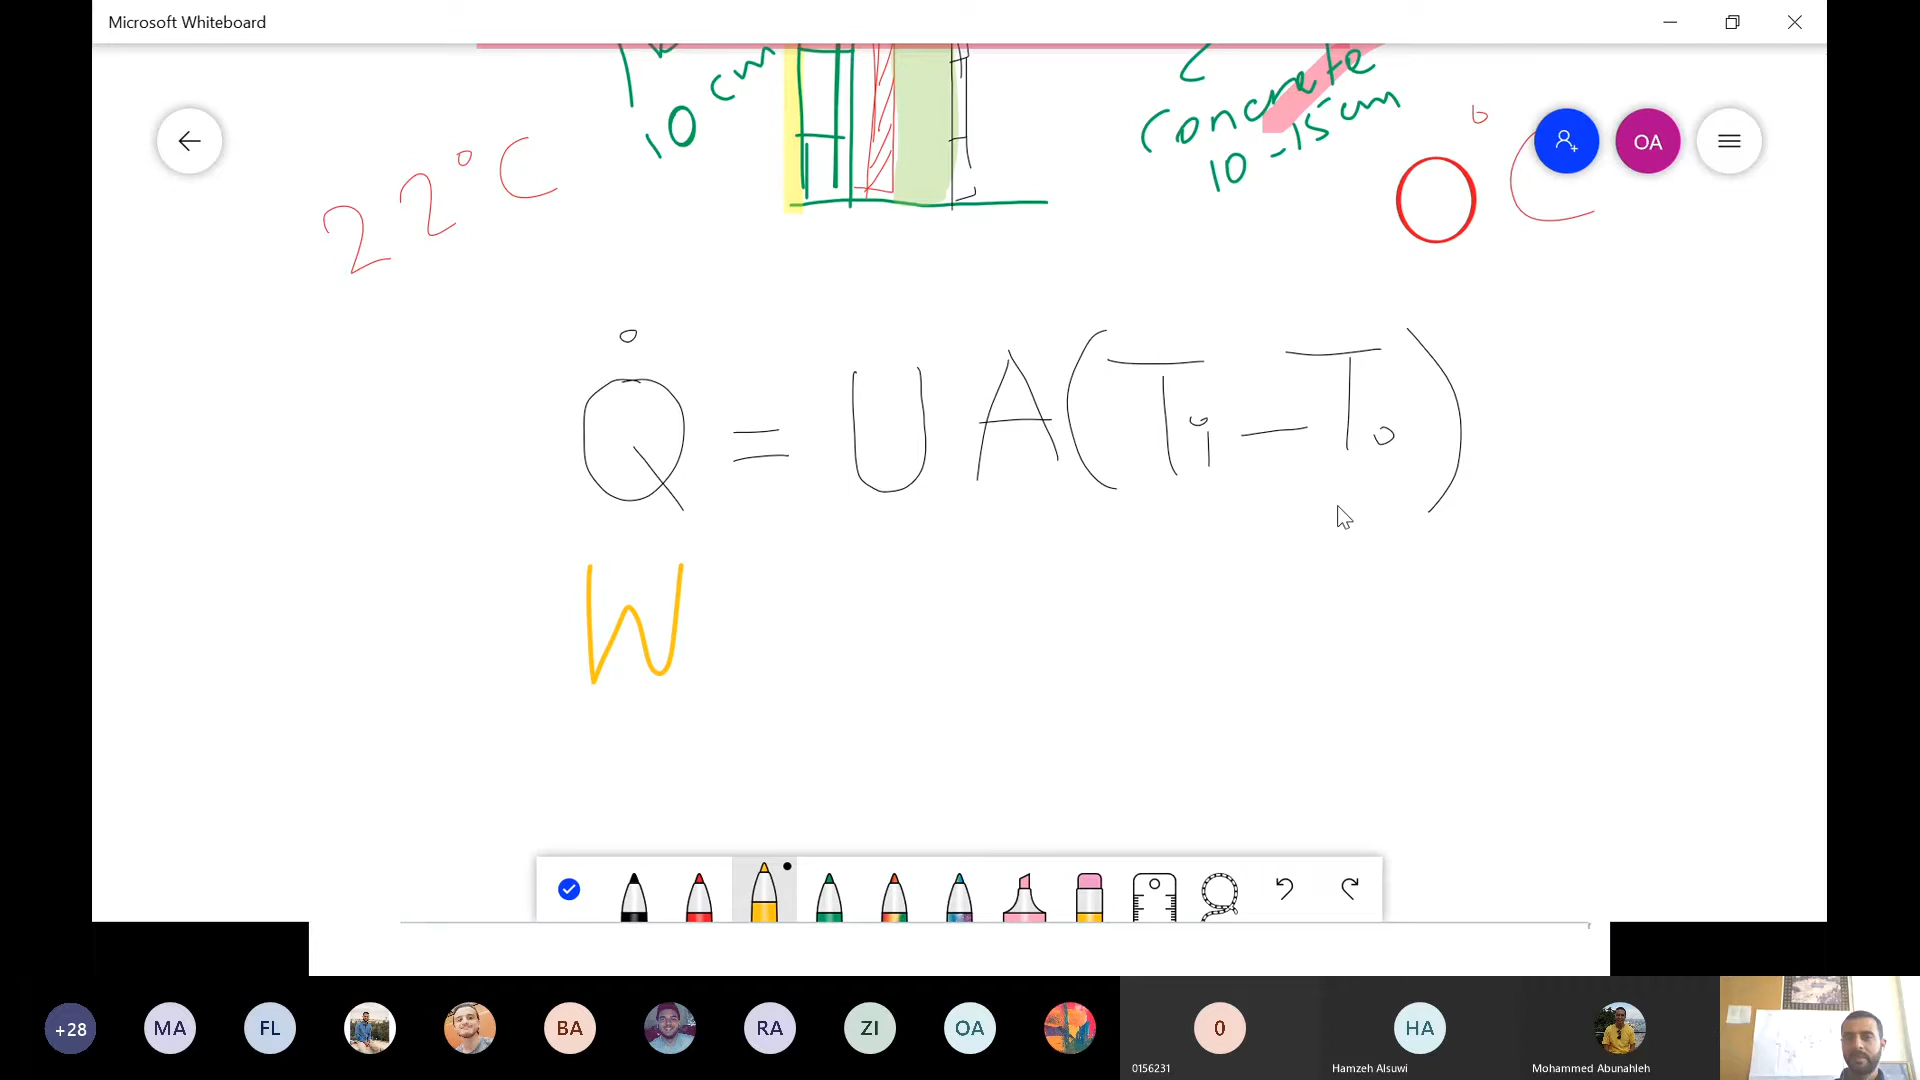 Microsoft Whiteboard
10 cm
concrete
10 -15 cm
22°C
0 °C
OA
Q̇ = U A (Ti - To)
W
+28
MA
FL
BA
RA
ZI
OA
0
HA
0156231
Hamzeh Alsuwi
Mohammed Abunahleh